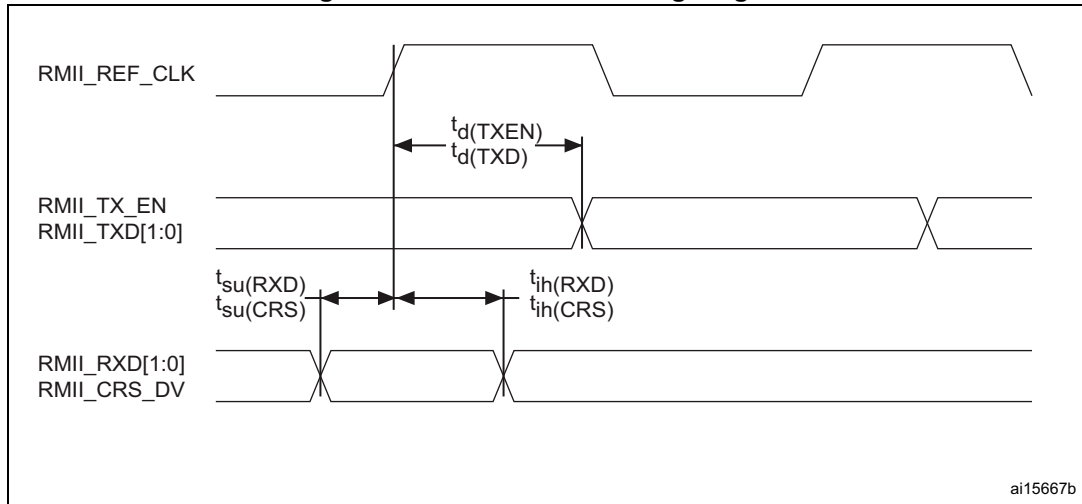 RMII_REF_CLK
td(TXEN)
td(TXD)
RMII_TX_EN
RMII_TXD[1:0]
tsu(RXD)
tsu(CRS)
tih(RXD)
tih(CRS)
RMII_RXD[1:0]
RMII_CRS_DV
ai15667b